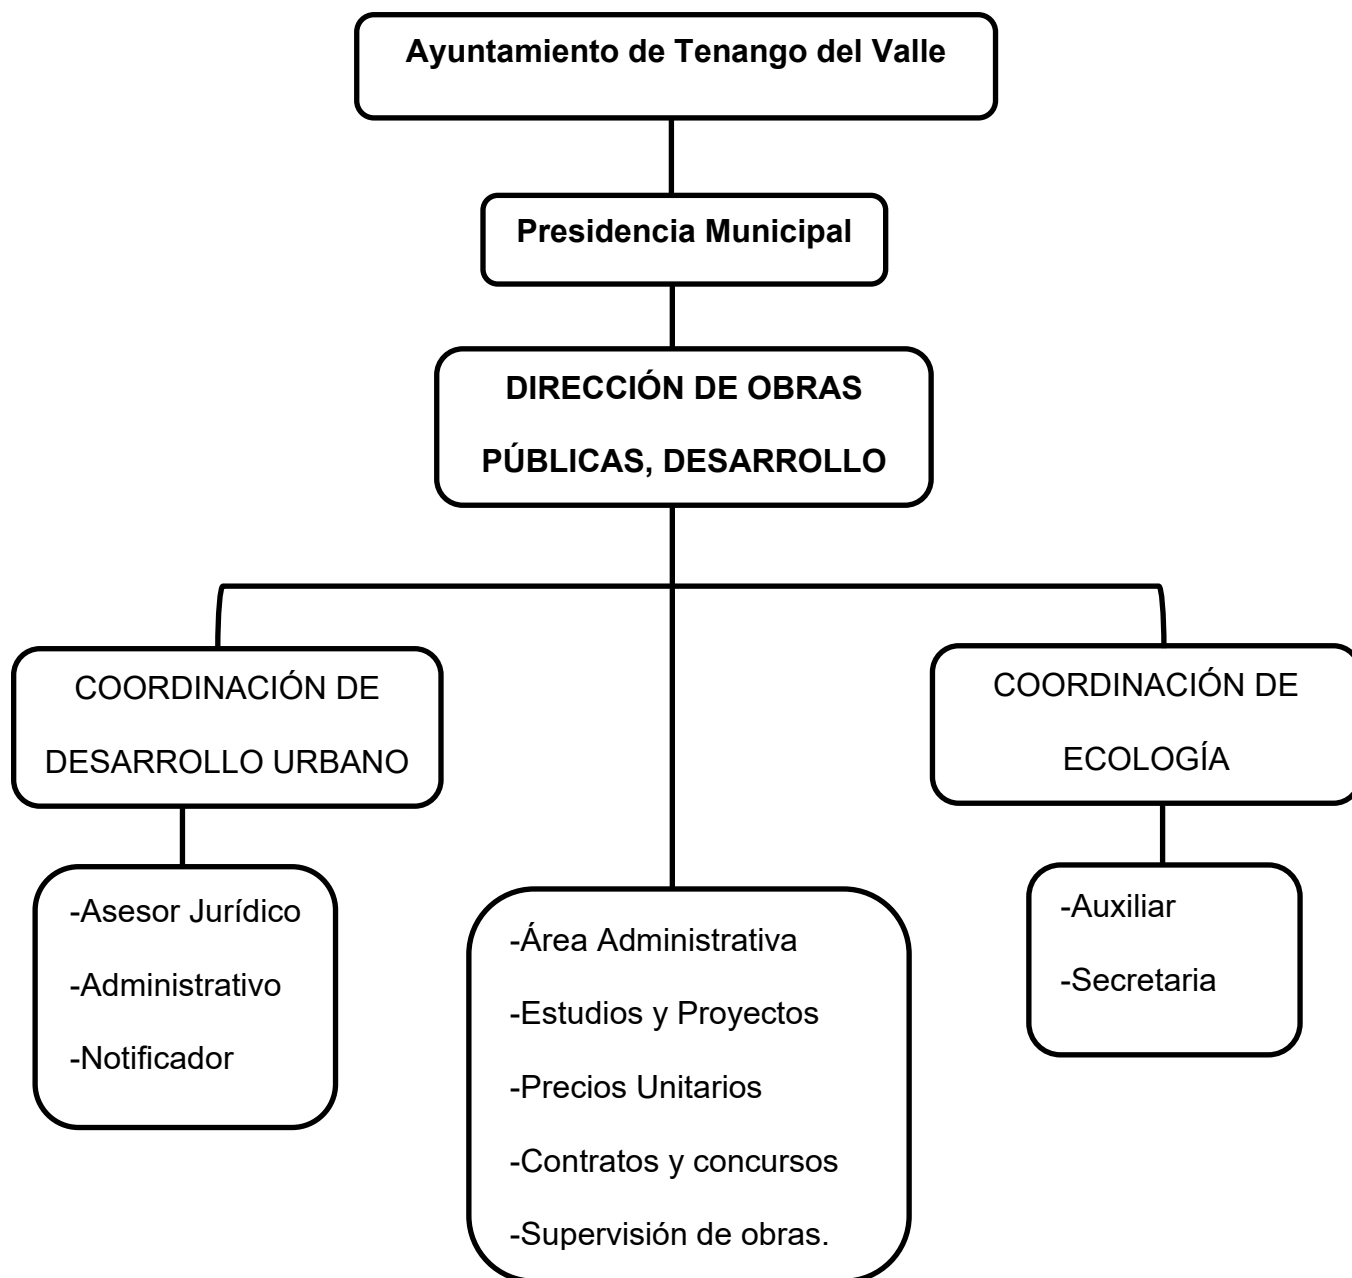 Ayuntamiento de Tenango del Valle
Presidencia Municipal
DIRECCIÓN DE OBRAS
PÚBLICAS, DESARROLLO
COORDINACIÓN DE
DESARROLLO URBANO
COORDINACIÓN DE
ECOLOGÍA
-Asesor Jurídico
-Administrativo
-Notificador
-Área Administrativa
-Estudios y Proyectos
-Precios Unitarios
-Contratos y concursos
-Supervisión de obras.
-Auxiliar
-Secretaria